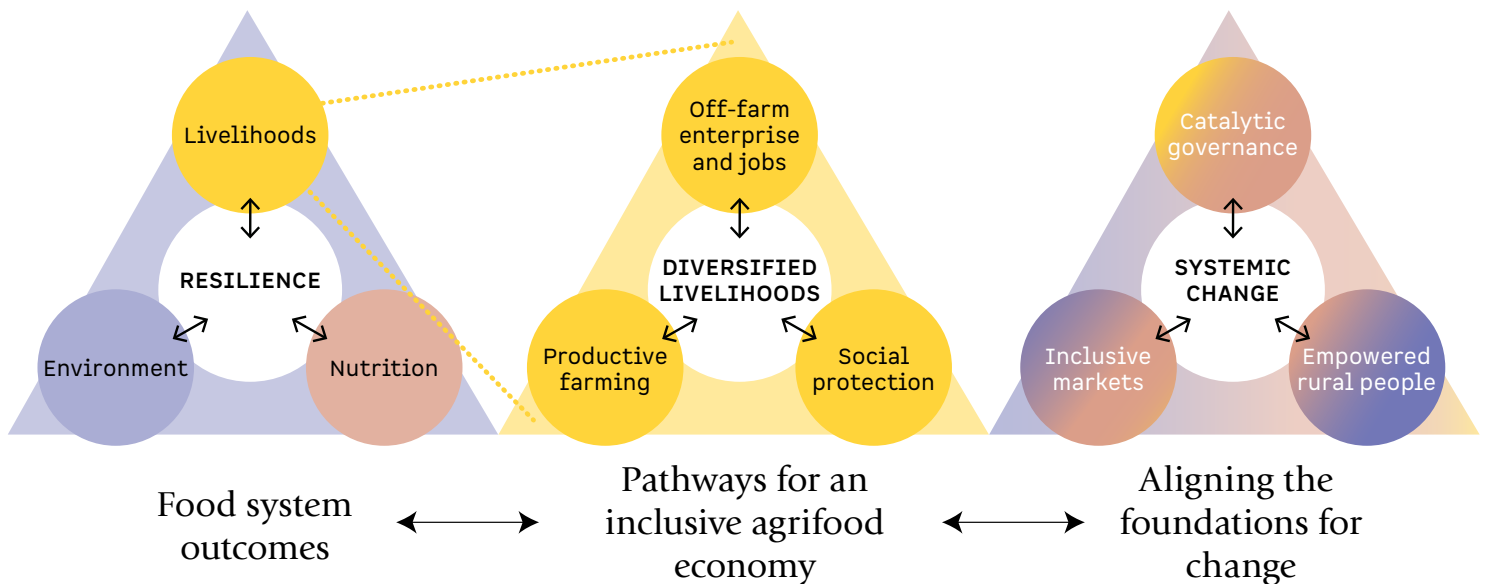 Livelihoods
RESILIENCE
Environment
Nutrition
Off-farm
enterprise
and jobs
DIVERSIFIED
LIVELIHOODS
Productive
farming
Social
protection
Catalytic
governance
SYSTEMIC
CHANGE
Inclusive
markets
Empowered
rural people
Food system
outcomes
Pathways for an
inclusive agrifood
economy
Aligning the
foundations for
change